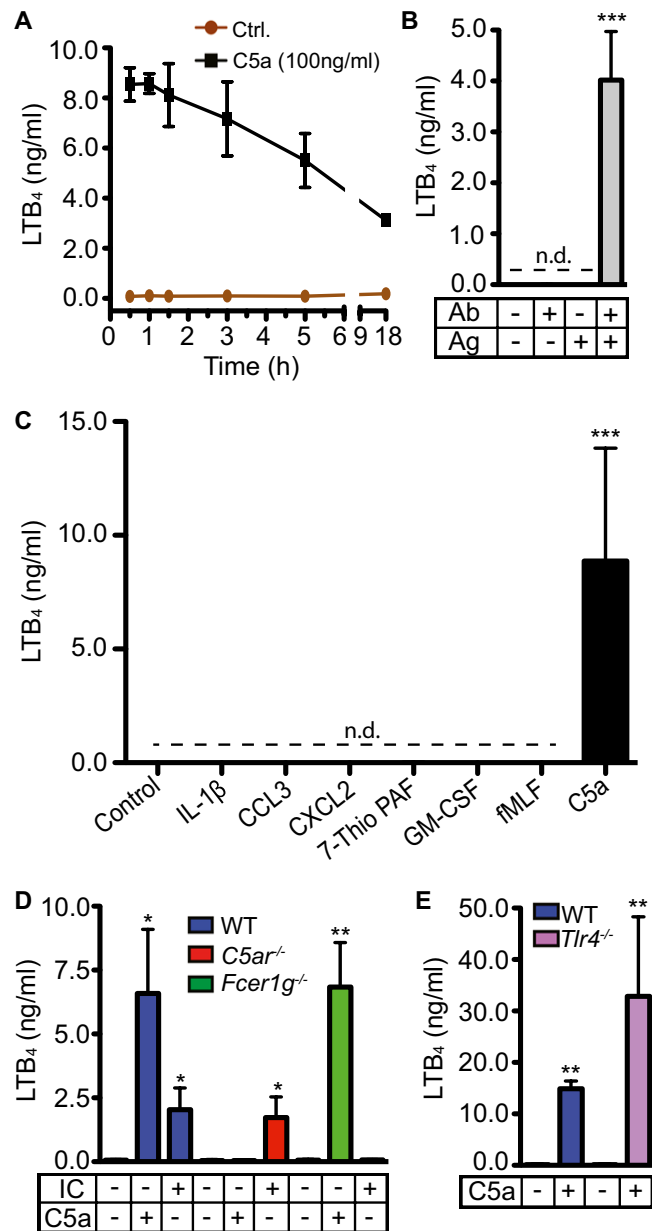 A
Ctrl.
C5a (100ng/ml)
LTB₄ (ng/ml)
10.0
8.0
6.0
4.0
2.0
0.0
0 1 2 3 4 5 6 9 18
Time (h)
B
***
LTB₄ (ng/ml)
5.0
4.0
3.0
2.0
1.0
0.0
n.d.
Ab - + - +
Ag - - + +
C
***
LTB₄ (ng/ml)
15.0
10.0
5.0
0.0
n.d.
Control
IL-1β
CCL3
CXCL2
7-Thio PAF
GM-CSF
fMLF
C5a
D
WT
C5ar-/-
Fcer1g-/-
LTB₄ (ng/ml)
10.0
7.5
5.0
2.5
0.0
* * * **
IC - - + - - + - - +
C5a - + - - + - - + -
E
WT
Tlr4-/-
LTB₄ (ng/ml)
50.0
40.0
30.0
20.0
10.0
0.0
** **
C5a - + - +